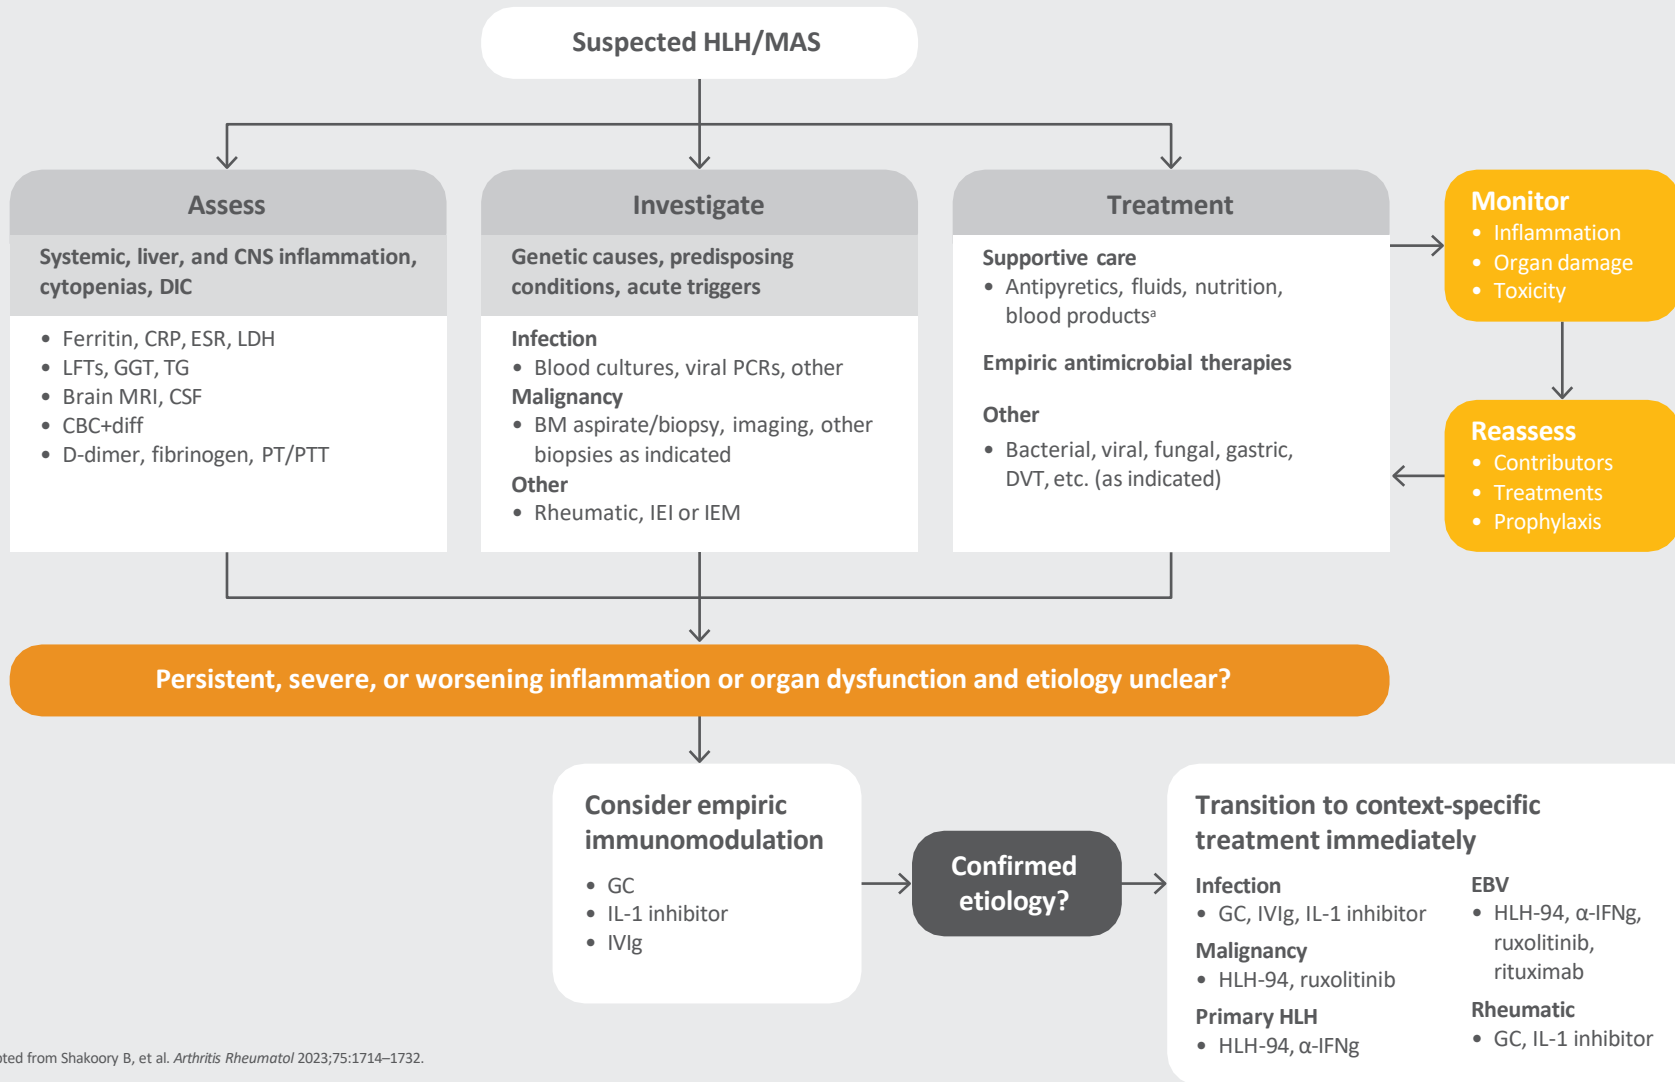 Suspected HLH/MAS
Assess
Systemic, liver, and CNS inflammation,
cytopenias, DIC
• Ferritin, CRP, ESR, LDH
• LFTs, GGT, TG
• Brain MRI, CSF
• CBC+diff
• D-dimer, fibrinogen, PT/PTT
Investigate
Genetic causes, predisposing
conditions, acute triggers
Infection
• Blood cultures, viral PCRs, other
Malignancy
• BM aspirate/biopsy, imaging, other
biopsies as indicated
Other
• Rheumatic, IEI or IEM
Treatment
Supportive care
• Antipyretics, fluids, nutrition,
blood productsᵃ
Empiric antimicrobial therapies
Other
• Bacterial, viral, fungal, gastric,
DVT, etc. (as indicated)
Monitor
• Inflammation
• Organ damage
• Toxicity
Reassess
• Contributors
• Treatments
• Prophylaxis
Persistent, severe, or worsening inflammation or organ dysfunction and etiology unclear?
Consider empiric
immunomodulation
• GC
• IL-1 inhibitor
• IVIg
Confirmed
etiology?
Transition to context-specific
treatment immediately
Infection
• GC, IVIg, IL-1 inhibitor
Malignancy
• HLH-94, ruxolitinib
Primary HLH
• HLH-94, α-IFNg
EBV
• HLH-94, α-IFNg,
ruxolitinib,
rituximab
Rheumatic
• GC, IL-1 inhibitor
pted from Shakoory B, et al. Arthritis Rheumatol 2023;75:1714–1732.